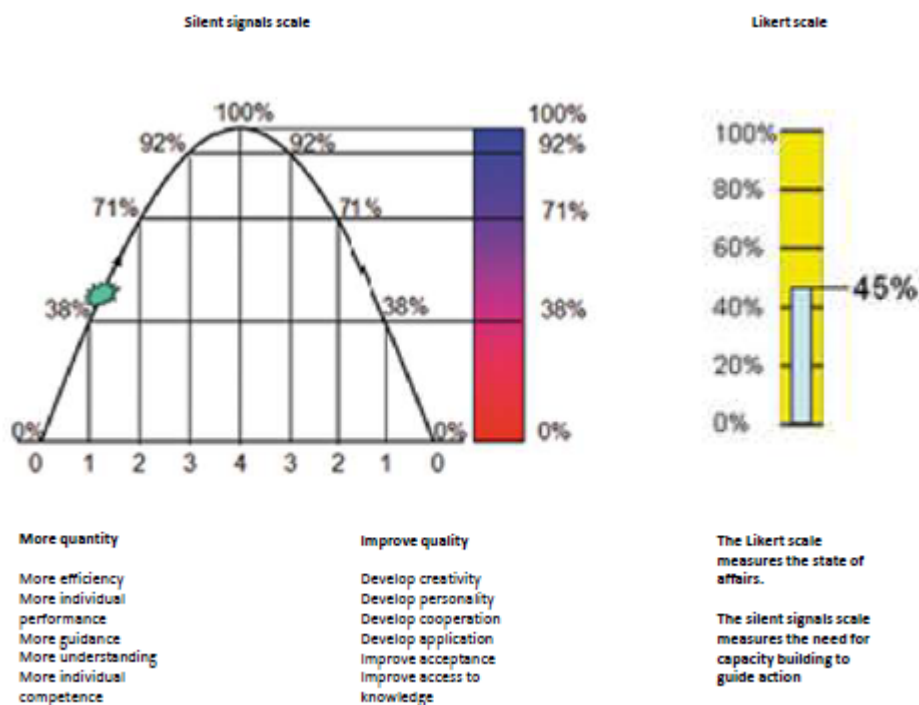 Silent signals scale
Likert scale
100%
92%
92%
71%
71%
38%
38%
0%
0%
0 1 2 3 4 3 2 1 0
100%
92%
71%
38%
0%
100%
80%
60%
40%
20%
0%
45%
More quantity
More efficiency
More individual
performance
More guidance
More understanding
More individual
competence
Improve quality
Develop creativity
Develop personality
Develop cooperation
Develop application
Improve acceptance
Improve access to
knowledge
The Likert scale
measures the state of
affairs.
The silent signals scale
measures the need for
capacity building to
guide action